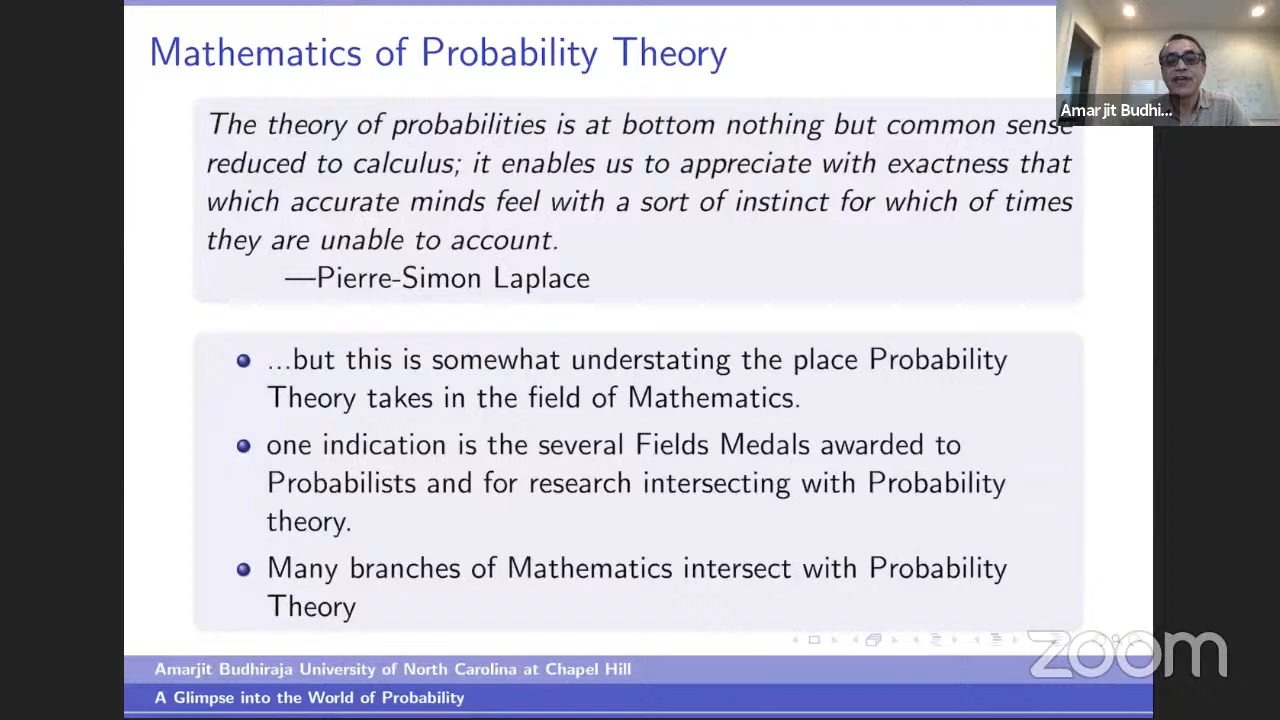 Mathematics of Probability Theory
Amarjit Budhi...
The theory of probabilities is at bottom nothing but common sense
reduced to calculus; it enables us to appreciate with exactness that
which accurate minds feel with a sort of instinct for which of times
they are unable to account.
—Pierre-Simon Laplace
...but this is somewhat understating the place Probability
Theory takes in the field of Mathematics.
one indication is the several Fields Medals awarded to
Probabilists and for research intersecting with Probability
theory.
Many branches of Mathematics intersect with Probability
Theory
zoom
Amarjit Budhiraja University of North Carolina at Chapel Hill
A Glimpse into the World of Probability